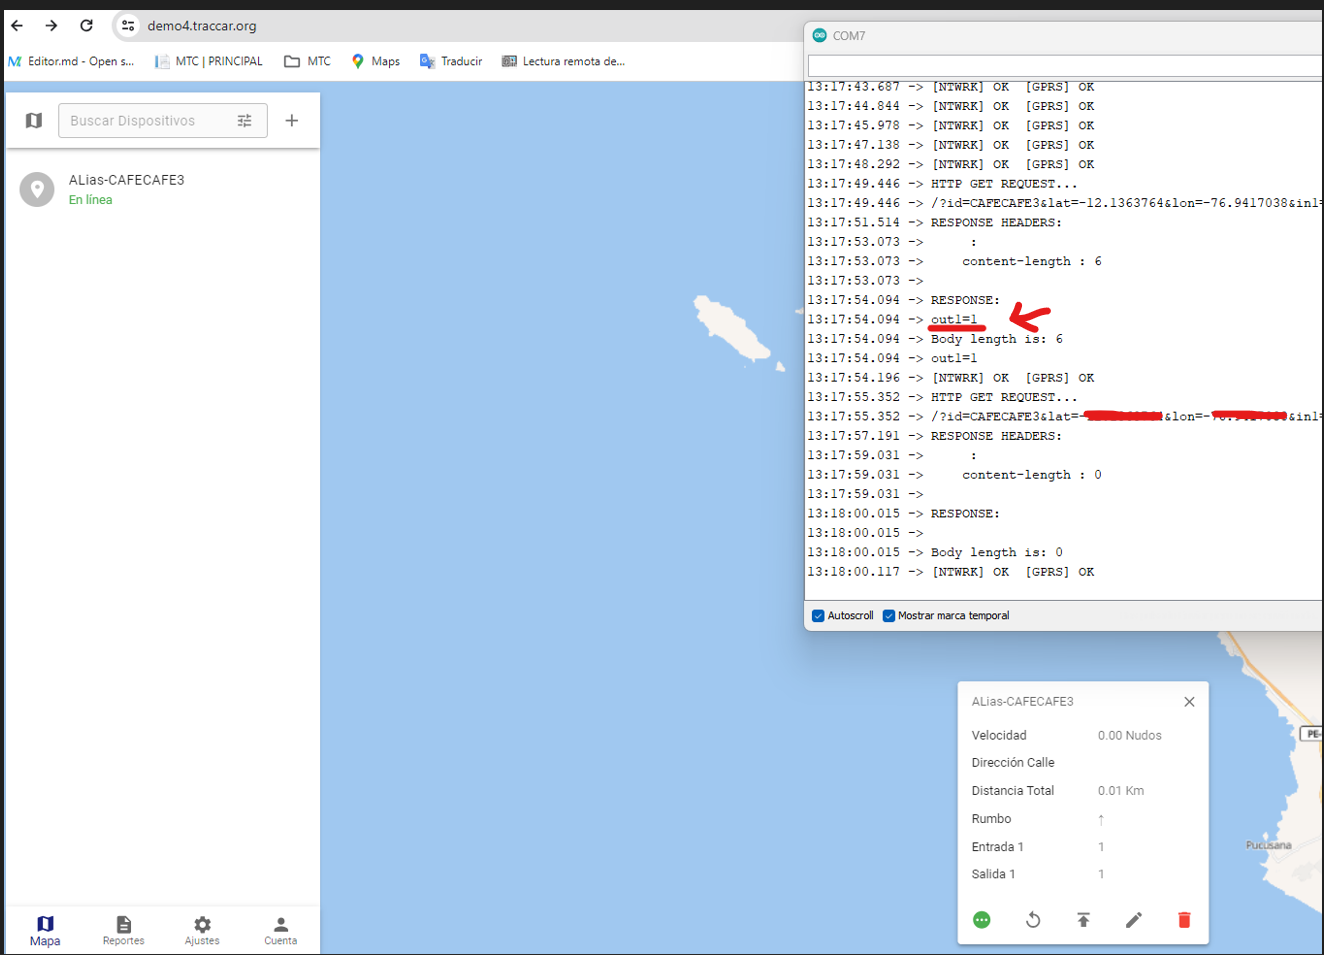 demo4.traccar.org
Editor.md - Open s...
MTC | PRINCIPAL
MTC
Maps
Traducir
Lectura remota de...
Buscar Dispositivos
ALias-CAFECAFE3
En línea
COM7
13:17:43.687 -> [NTWRK] OK [GPRS] OK
13:17:44.844 -> [NTWRK] OK [GPRS] OK
13:17:45.978 -> [NTWRK] OK [GPRS] OK
13:17:47.138 -> [NTWRK] OK [GPRS] OK
13:17:48.292 -> [NTWRK] OK [GPRS] OK
13:17:49.446 -> HTTP GET REQUEST...
13:17:49.446 -> /?id=CAFECAFE3&lat=-12.1363764&lon=-76.9417038&in1=
13:17:51.514 -> RESPONSE HEADERS:
13:17:53.073 -> :
13:17:53.073 -> content-length : 6
13:17:53.073 ->
13:17:54.094 -> RESPONSE:
13:17:54.094 -> out1=1
13:17:54.094 -> Body length is: 6
13:17:54.094 -> out1=1
13:17:54.196 -> [NTWRK] OK [GPRS] OK
13:17:55.352 -> HTTP GET REQUEST...
13:17:55.352 -> /?id=CAFECAFE3&lat=- &lon=- &in1=
13:17:57.191 -> RESPONSE HEADERS:
13:17:59.031 -> :
13:17:59.031 -> content-length : 0
13:17:59.031 ->
13:18:00.015 -> RESPONSE:
13:18:00.015 ->
13:18:00.015 -> Body length is: 0
13:18:00.117 -> [NTWRK] OK [GPRS] OK
Autoscroll
Mostrar marca temporal
ALias-CAFECAFE3
Velocidad 0.00 Nudos
Dirección Calle
Distancia Total 0.01 Km
Rumbo ↑
Entrada 1 1
Salida 1 1
PE-
Pucusana
Mapa
Reportes
Ajustes
Cuenta